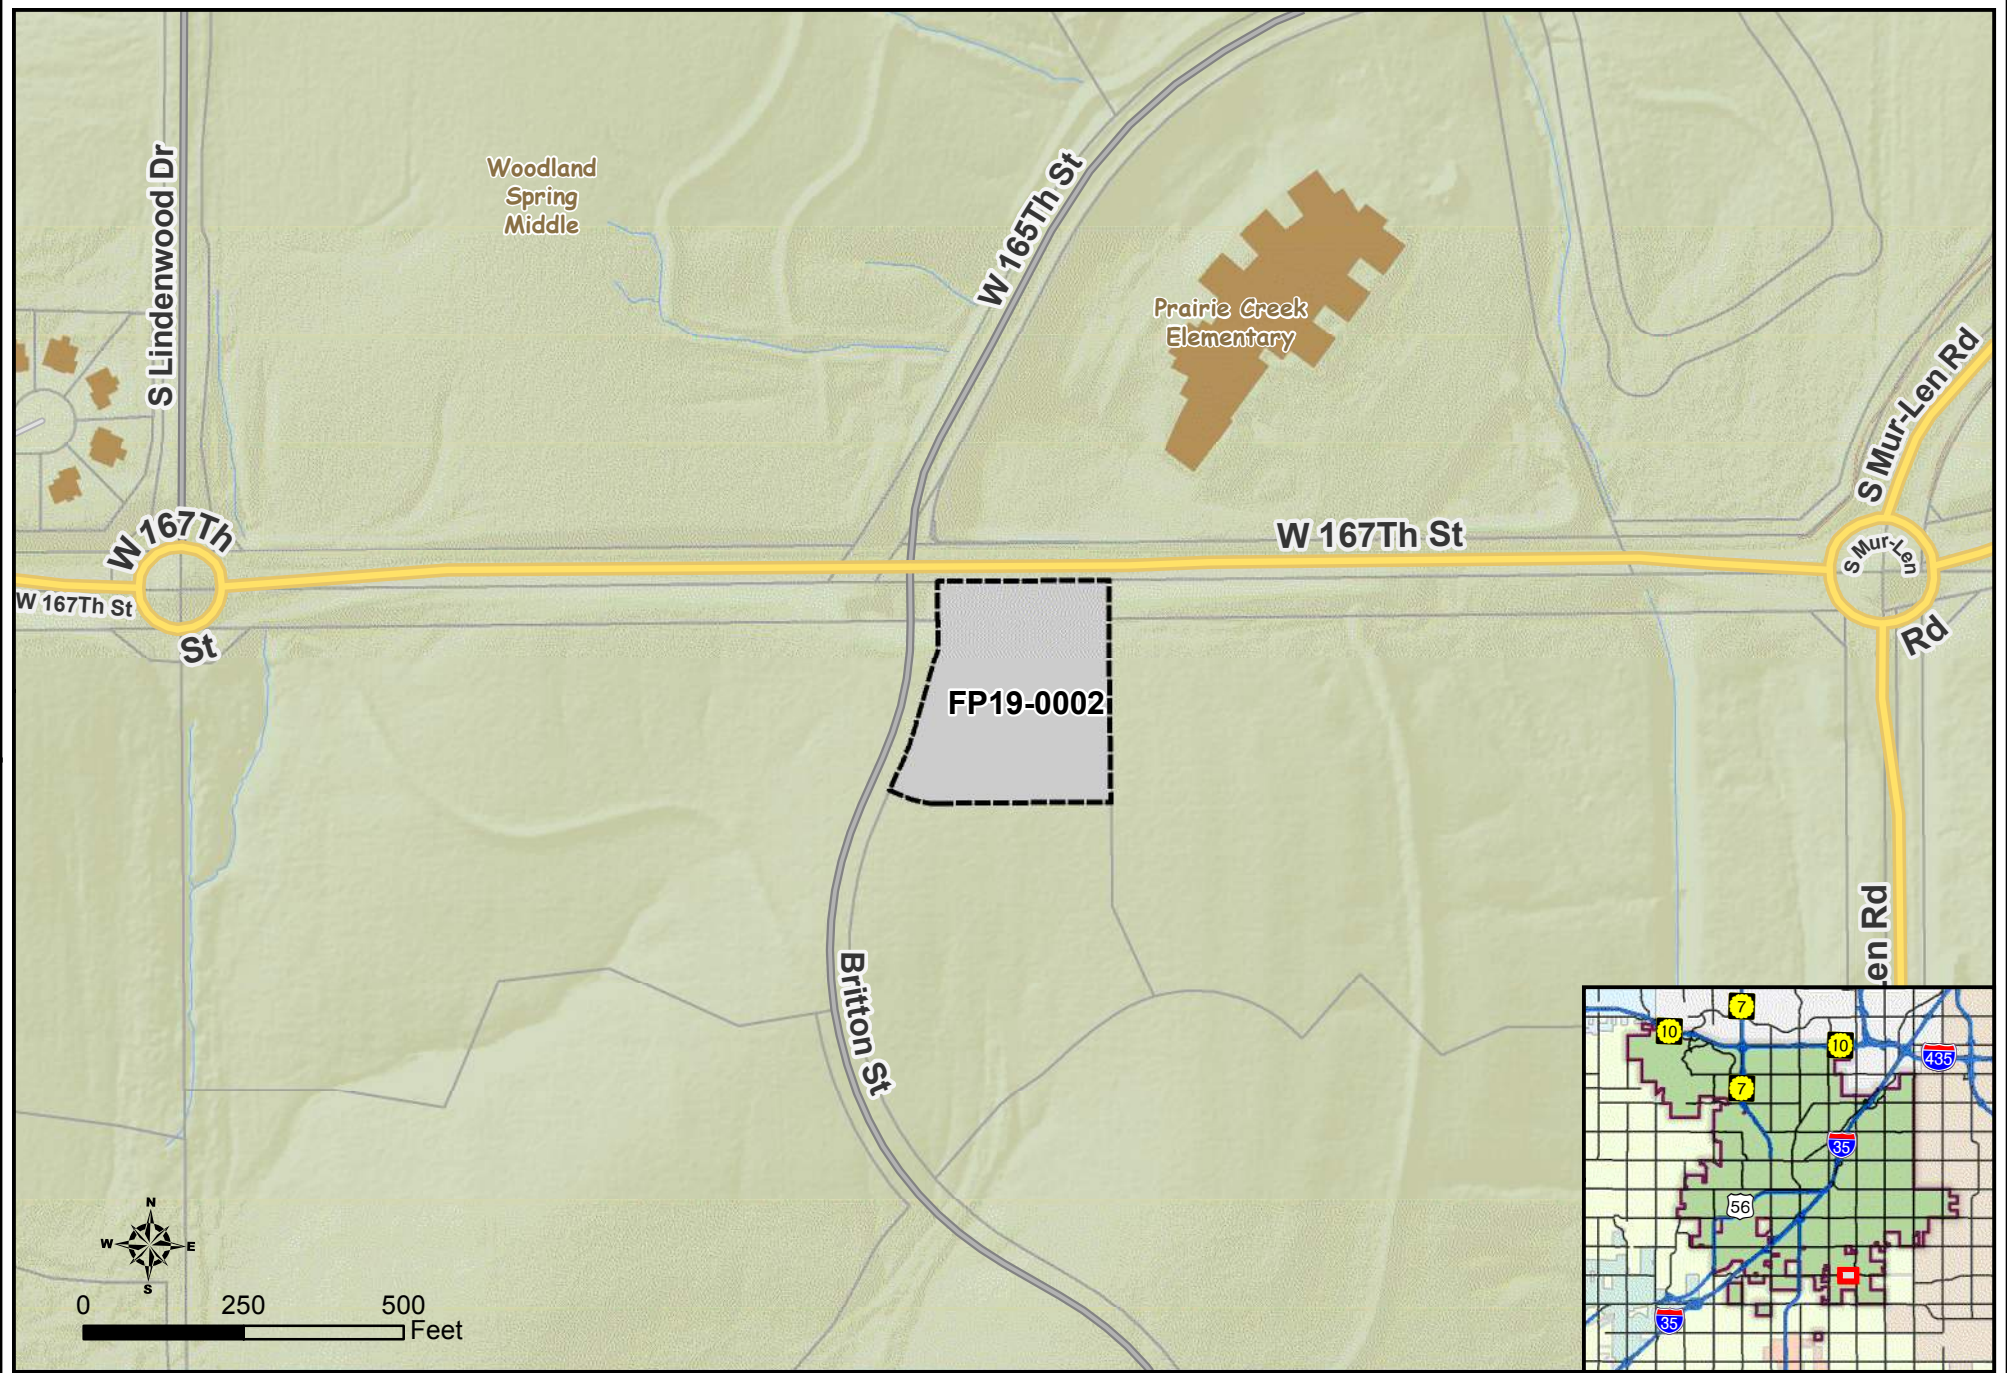 S Lindenwood Dr
Woodland
Spring
Middle
W 165Th St
Prairie Creek
Elementary
S Mur-Len Rd
W 167Th
St
W 167Th St
W 167Th St
S Mur-Len
Rd
FP19-0002
Britton St
Len Rd
N
W
E
S
0
250
500
Feet
7
10
10
435
7
35
56
35